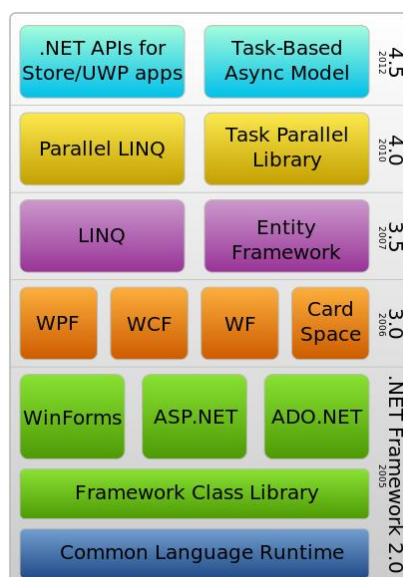 .NET APIs for
Store/UWP apps
Task-Based
Async Model
4.5
2012
Parallel LINQ
Task Parallel
Library
4.0
2010
LINQ
Entity
Framework
3.5
2007
WPF
WCF
WF
Card
Space
3.0
2006
WinForms
ASP.NET
ADO.NET
Framework Class Library
Common Language Runtime
.NET Framework 2.0
2005